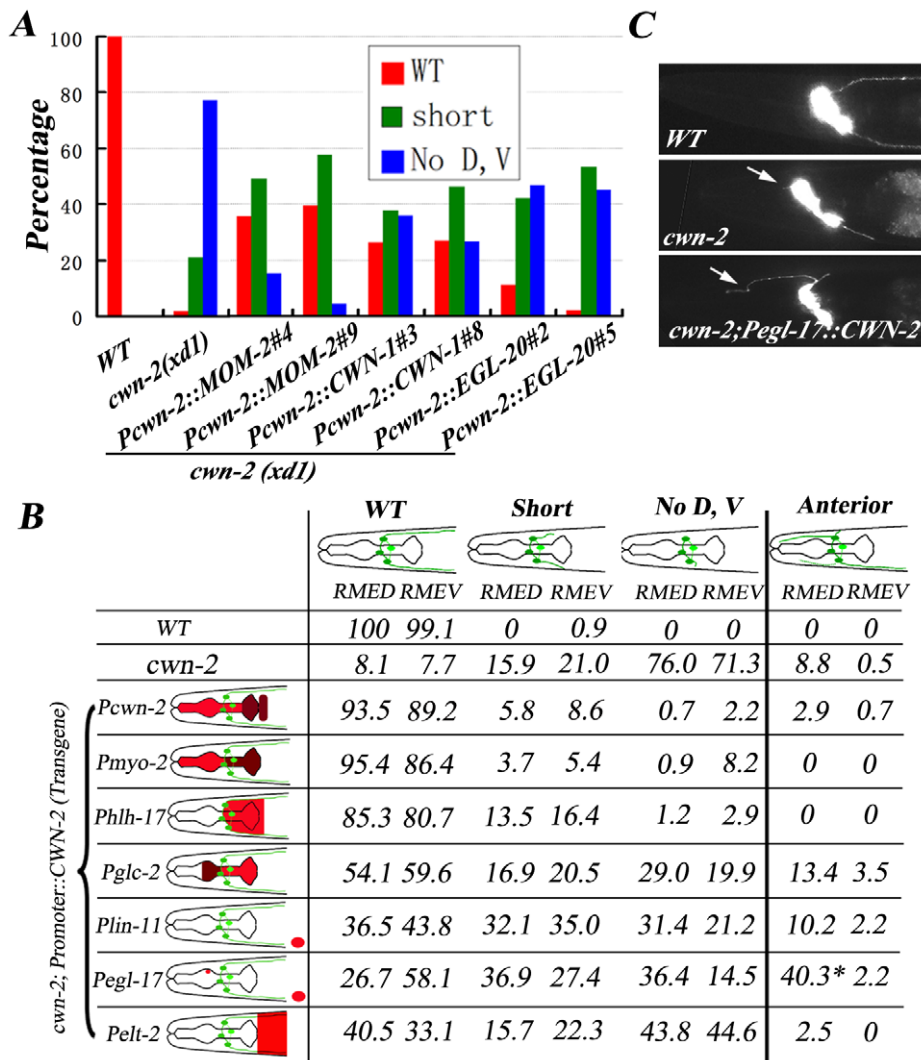 A
Percentage
100
80
60
40
20
0
WT
short
No D, V
WT
cwn-2(xd1)
Pcwn-2::MOM-2#4
Pcwn-2::MOM-2#9
Pcwn-2::CWN-1#3
Pcwn-2::CWN-1#8
Pcwn-2::EGL-20#2
Pcwn-2::EGL-20#5
cwn-2 (xd1)
C
WT
cwn-2
cwn-2;Pegl-17::CWN-2
B
WT Short No D, V Anterior
RMED RMEV RMED RMEV RMED RMEV RMED RMEV
WT 100 99.1 0 0.9 0 0 0 0
cwn-2 8.1 7.7 15.9 21.0 76.0 71.3 8.8 0.5
cwn-2; Promoter::CWN-2 (Transgene)
Pcwn-2 93.5 89.2 5.8 8.6 0.7 2.2 2.9 0.7
Pmyo-2 95.4 86.4 3.7 5.4 0.9 8.2 0 0
Phlh-17 85.3 80.7 13.5 16.4 1.2 2.9 0 0
Pglc-2 54.1 59.6 16.9 20.5 29.0 19.9 13.4 3.5
Plin-11 36.5 43.8 32.1 35.0 31.4 21.2 10.2 2.2
Pegl-17 26.7 58.1 36.9 27.4 36.4 14.5 40.3* 2.2
Pelt-2 40.5 33.1 15.7 22.3 43.8 44.6 2.5 0